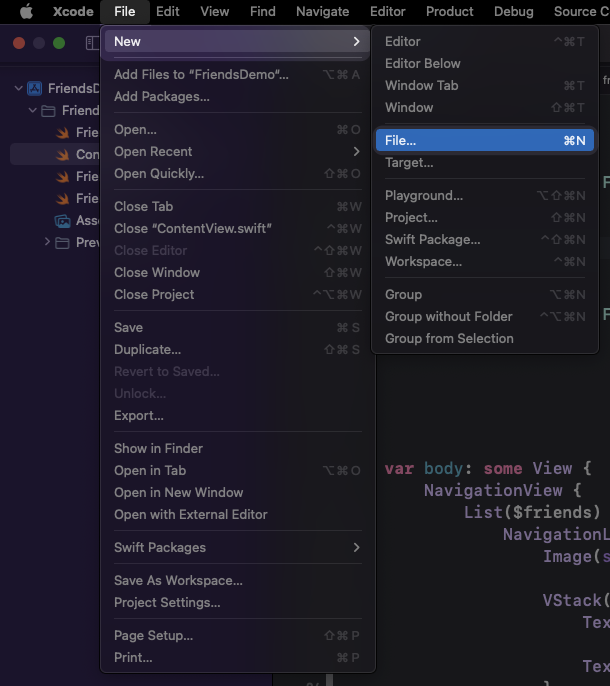 Xcode File Edit View Find Navigate Editor Product Debug Source C
New
Add Files to “FriendsDemo”... ⌥⌘A
Add Packages...
Open... ⌘O
Open Recent
Open Quickly... ⇧⌘O
Close Tab ⌘W
Close “ContentView.swift” ^⌘W
Close Editor ^⇧⌘W
Close Window ⇧⌘W
Close Project ^⌥⌘W
Save ⌘S
Duplicate... ⇧⌘S
Revert to Saved...
Unlock...
Export...
Show in Finder
Open in Tab ⌥⌘O
Open in New Window
Open with External Editor
Swift Packages
Save As Workspace...
Project Settings...
Page Setup... ⇧⌘P
Print... ⌘P
Editor ^⌘T
Editor Below
Window Tab ⌘T
Window ⇧⌘T
File... ⌘N
Target...
Playground... ⌥⇧⌘N
Project... ⇧⌘N
Swift Package... ^⇧⌘N
Workspace... ^⌘N
Group ⌥⌘N
Group without Folder ^⌥⌘N
Group from Selection
FriendsD
Friend
Frie
Con
Frie
Frie
Asse
Prev
fr
F
F
var body: some View {
NavigationView {
List($friends)
NavigationL
Image(s
VStack(
Tex
Tex
}